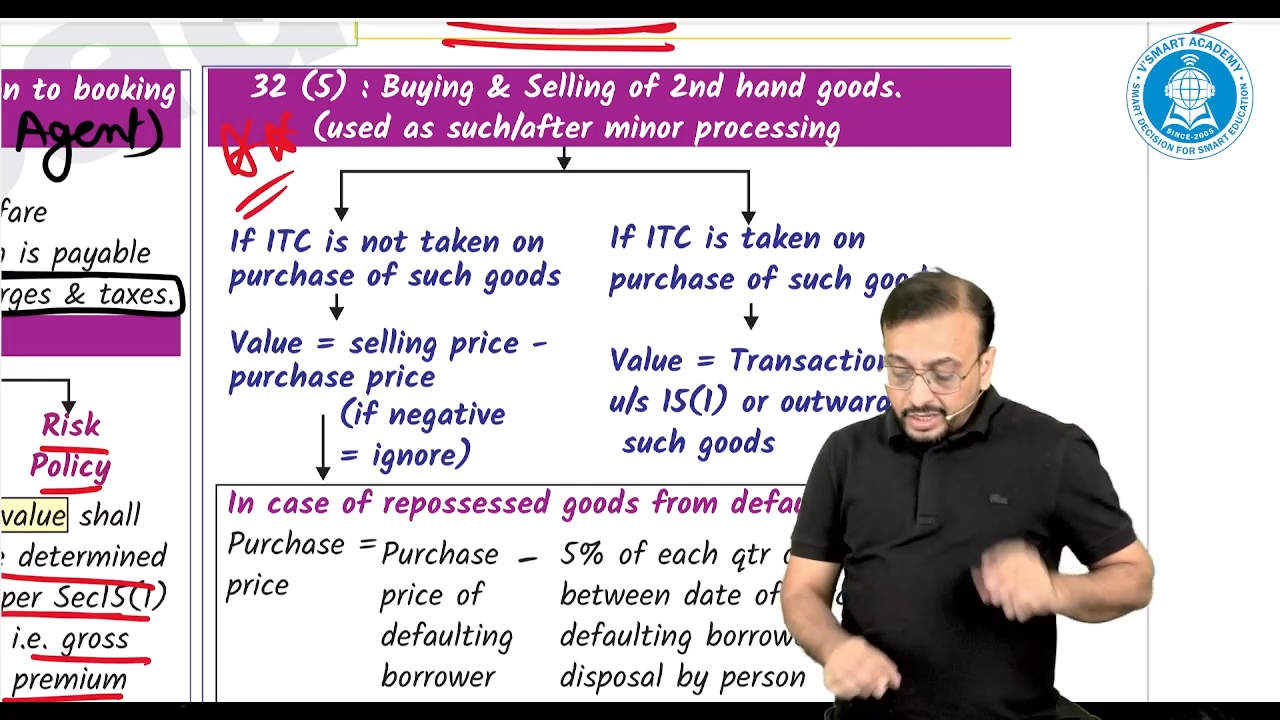 n to booking
Agent)
fare
n is payable
rges & taxes.
Risk
Policy
value shall
e determined
per Sec15(1)
i.e. gross
premium
32 (5) : Buying & Selling of 2nd hand goods.
(used as such/after minor processing
If ITC is not taken on
purchase of such goods
Value = selling price -
purchase price
(if negative
= ignore)
If ITC is taken on
purchase of such
Value = Transaction
u/s 15(1) or outward
such goods
In case of repossessed goods from
Purchase = Purchase – 5% of each qtr
price price of between date of
defaulting defaulting
borrower disposal by person
V'SMART ACADEMY
SMART DECISION FOR SMART EDUCATION
SINCE-2005